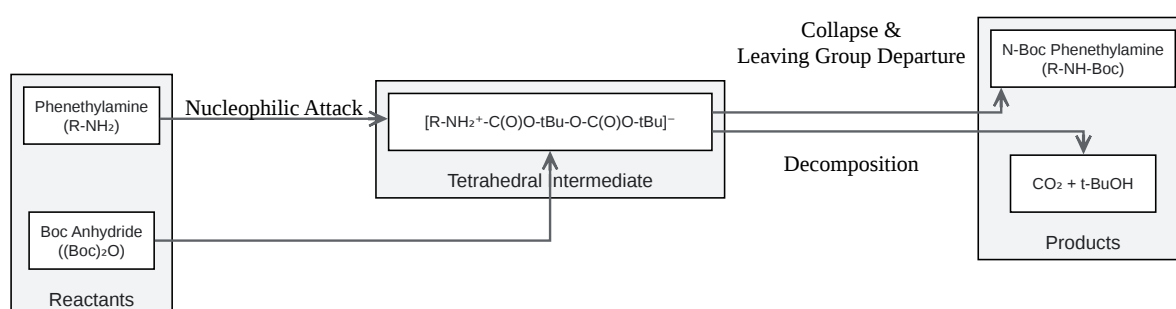 Phenethylamine
(R-NH₂)
Boc Anhydride
((Boc)₂O)
Reactants
Nucleophilic Attack
[R-NH₂⁺-C(O)O-tBu-O-C(O)O-tBu]⁻
Tetrahedral Intermediate
Collapse &
Leaving Group Departure
Decomposition
N-Boc Phenethylamine
(R-NH-Boc)
CO₂ + t-BuOH
Products